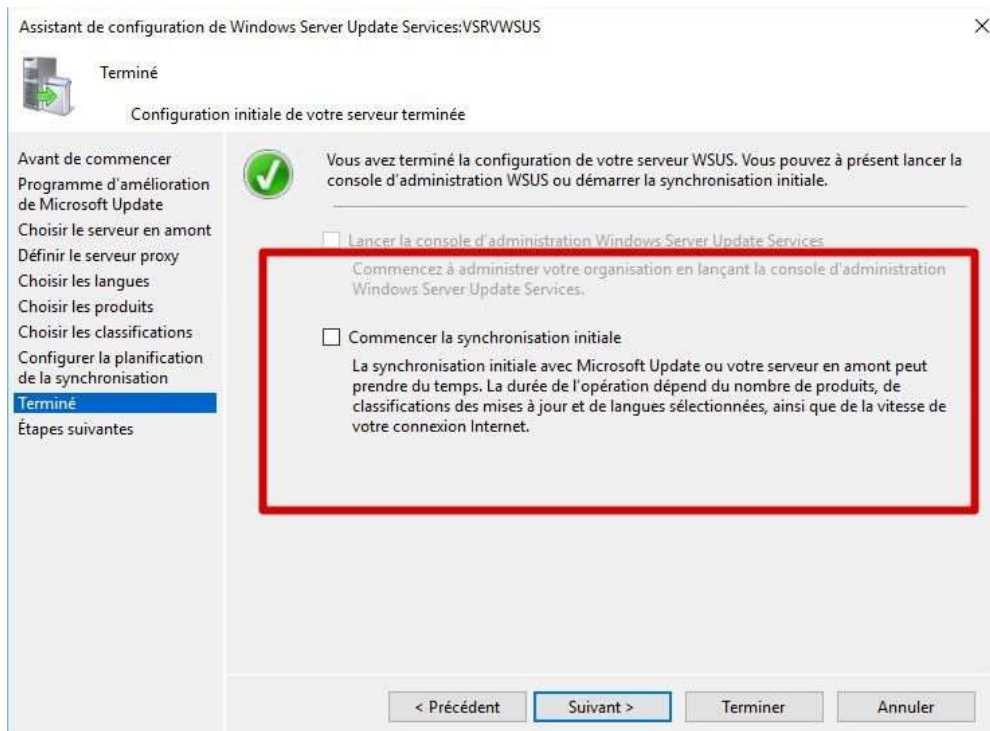 Assistant de configuration de Windows Server Update Services:VSRVWSUS
Terminé
Configuration initiale de votre serveur terminée
Avant de commencer
Programme d'amélioration
de Microsoft Update
Choisir le serveur en amont
Définir le serveur proxy
Choisir les langues
Choisir les produits
Choisir les classifications
Configurer la planification
de la synchronisation
Terminé
Étapes suivantes
Vous avez terminé la configuration de votre serveur WSUS. Vous pouvez à présent lancer la
console d'administration WSUS ou démarrer la synchronisation initiale.
Lancer la console d'administration Windows Server Update Services
Commencez à administrer votre organisation en lançant la console d'administration
Windows Server Update Services.
Commencer la synchronisation initiale
La synchronisation initiale avec Microsoft Update ou votre serveur en amont peut
prendre du temps. La durée de l'opération dépend du nombre de produits, de
classifications des mises à jour et de langues sélectionnées, ainsi que de la vitesse de
votre connexion Internet.
< Précédent
Suivant >
Terminer
Annuler